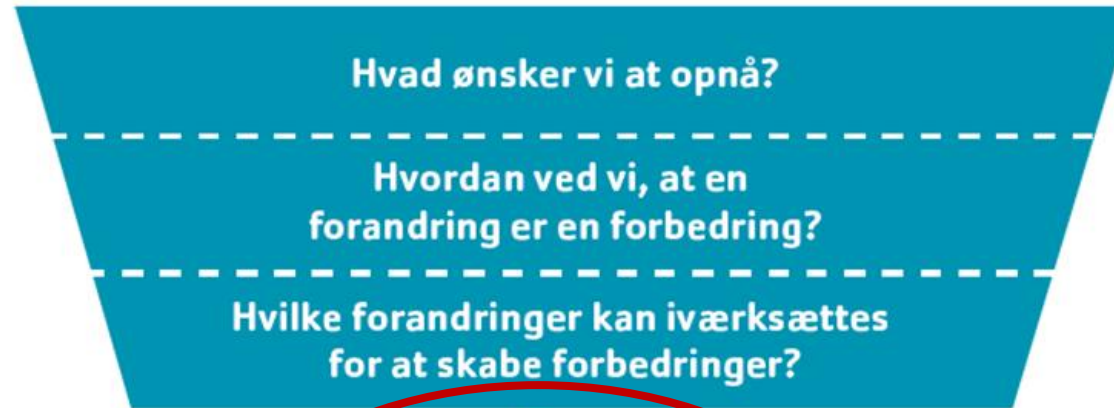 Hvad ønsker vi at opnå?
Hvordan ved vi, at en
forandring er en forbedring?
Hvilke forandringer kan iværksættes
for at skabe forbedringer?